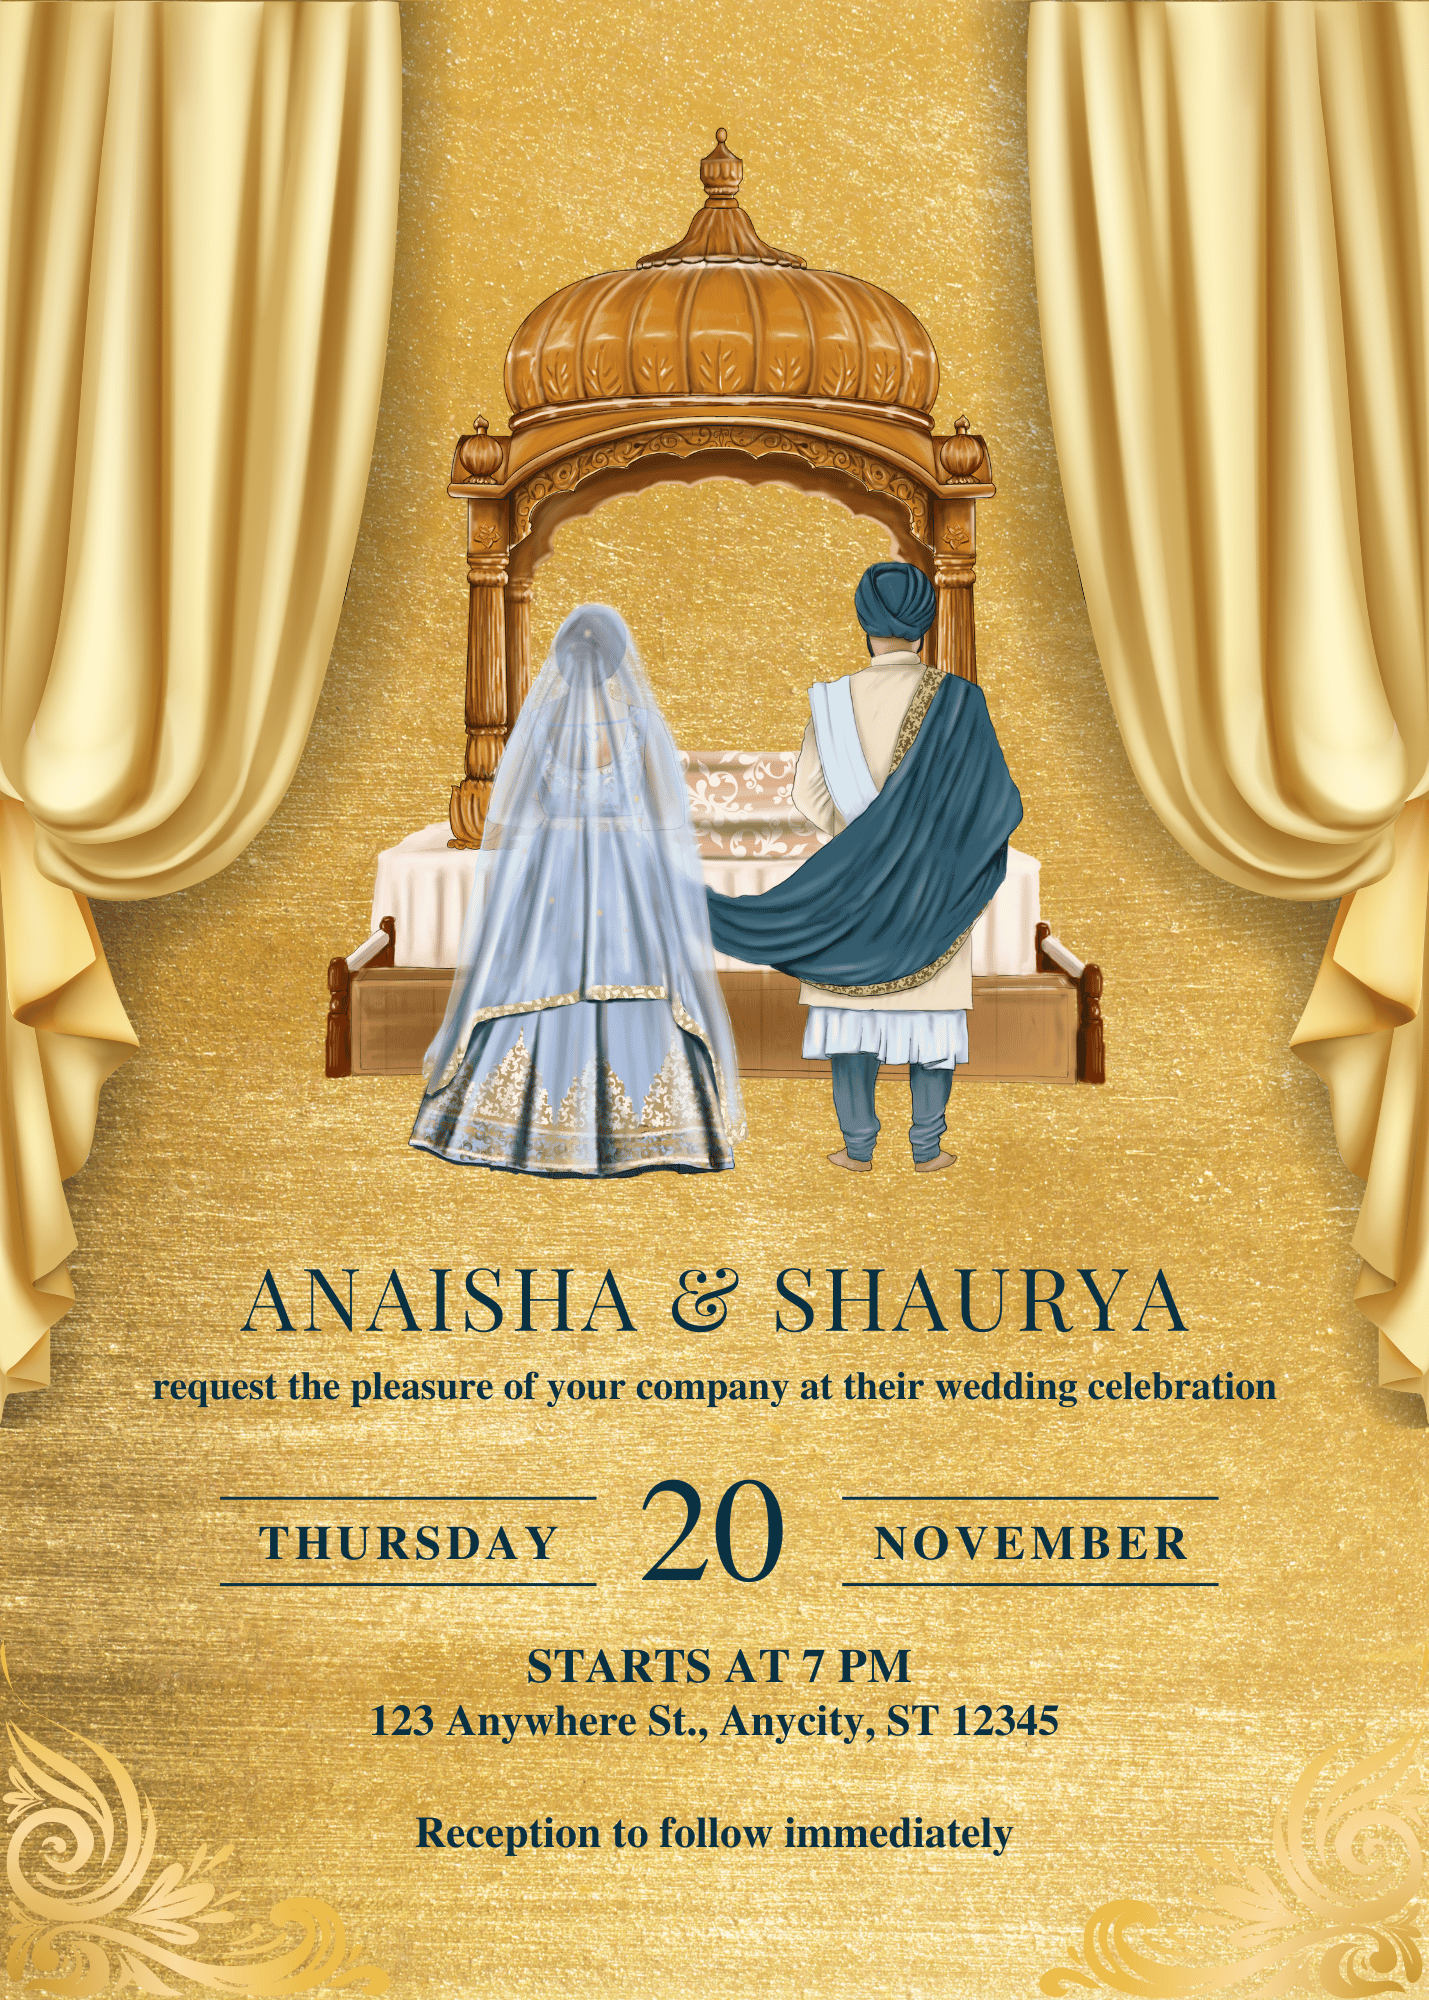 ANAISHA & SHAURYA
request the pleasure of your company at their wedding celebration
THURSDAY 20 NOVEMBER
STARTS AT 7 PM
123 Anywhere St., Anycity, ST 12345
Reception to follow immediately